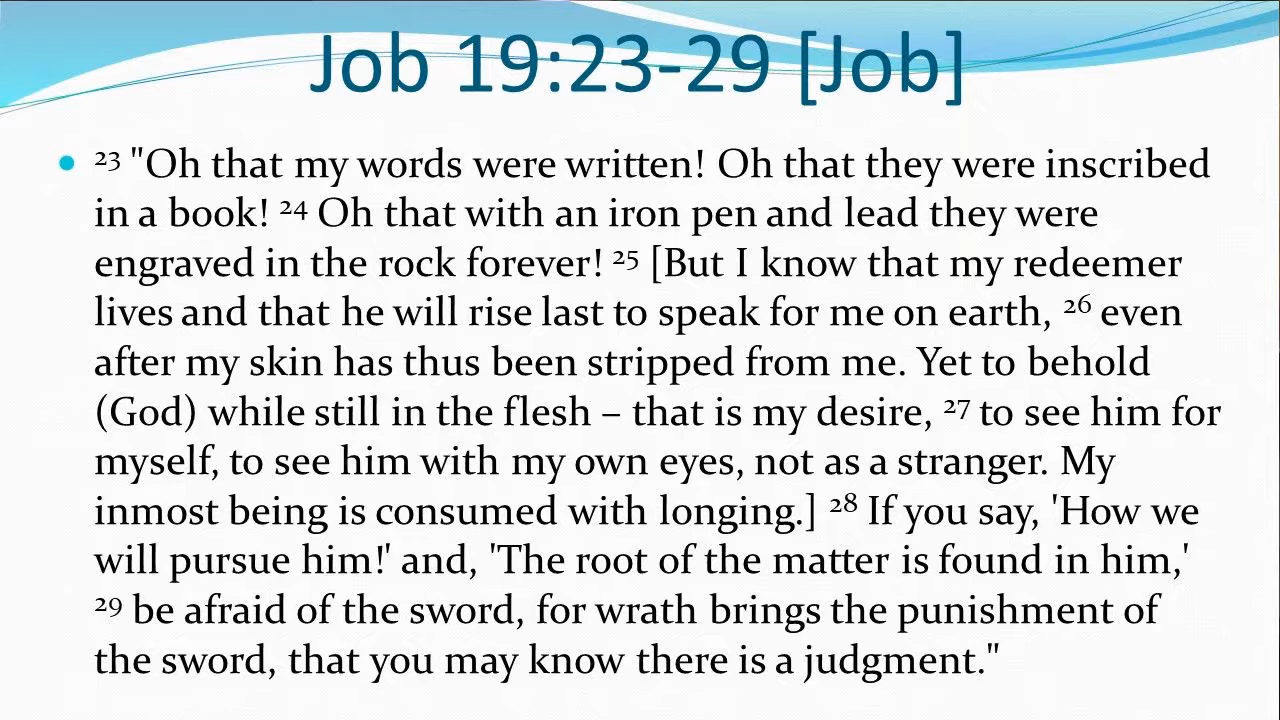 Job 19:23-29 [Job]
• ²³ "Oh that my words were written! Oh that they were inscribed
in a book! ²⁴ Oh that with an iron pen and lead they were
engraved in the rock forever! ²⁵ [But I know that my redeemer
lives and that he will rise last to speak for me on earth, ²⁶ even
after my skin has thus been stripped from me. Yet to behold
(God) while still in the flesh – that is my desire, ²⁷ to see him for
myself, to see him with my own eyes, not as a stranger. My
inmost being is consumed with longing.] ²⁸ If you say, 'How we
will pursue him!' and, 'The root of the matter is found in him,'
²⁹ be afraid of the sword, for wrath brings the punishment of
the sword, that you may know there is a judgment."